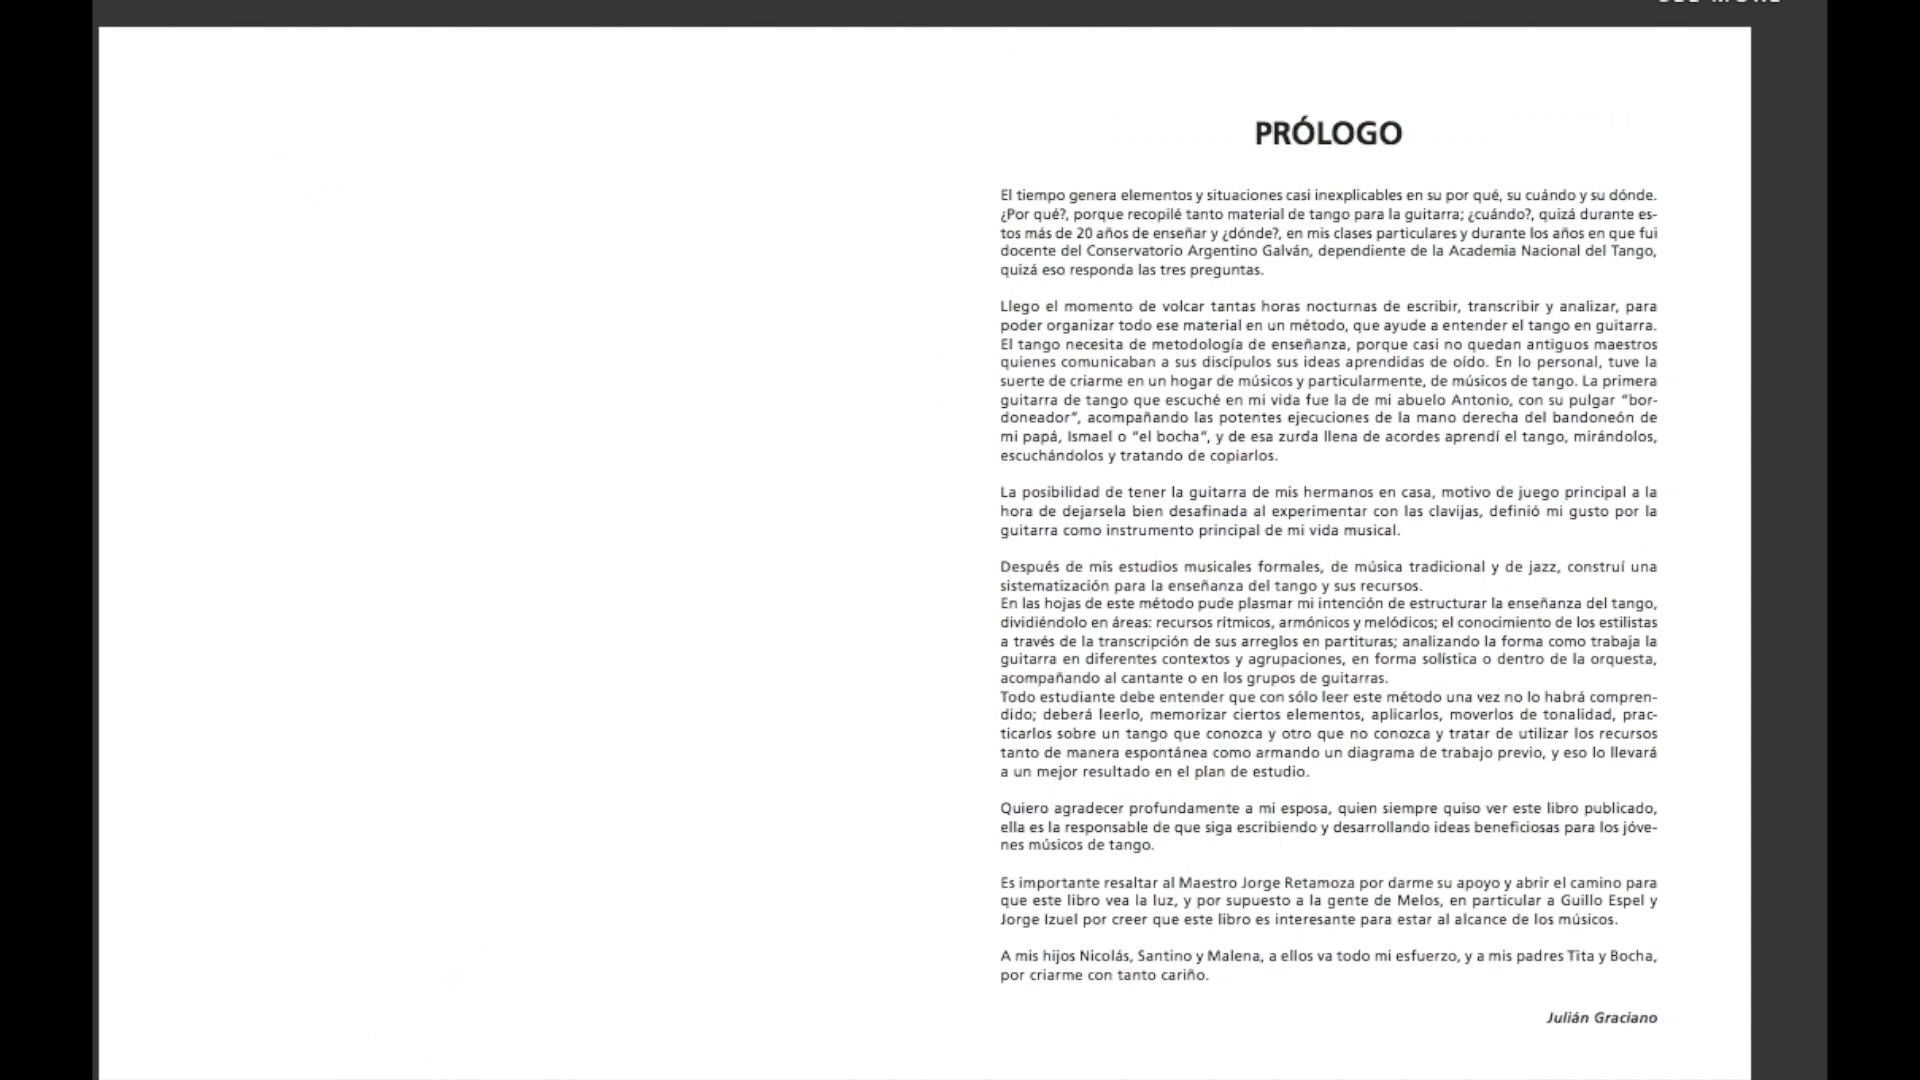 PRÓLOGO
El tiempo genera elementos y situaciones casi inexplicables en su por qué, su cuándo y su dónde.
¿Por qué?, porque recopilé tanto material de tango para la guitarra; ¿cuándo?, quizá durante es-
tos más de 20 años de enseñar y ¿dónde?, en mis clases particulares y durante los años en que fui
docente del Conservatorio Argentino Galván, dependiente de la Academia Nacional del Tango,
quizá eso responda las tres preguntas.
Llego el momento de volcar tantas horas nocturnas de escribir, transcribir y analizar, para
poder organizar todo ese material en un método, que ayude a entender el tango en guitarra.
El tango necesita de metodología de enseñanza, porque casi no quedan antiguos maestros
quienes comunicaban a sus discípulos sus ideas aprendidas de oído. En lo personal, tuve la
suerte de criarme en un hogar de músicos y particularmente, de músicos de tango. La primera
guitarra de tango que escuché en mi vida fue la de mi abuelo Antonio, con su pulgar “bor-
doneador”, acompañando las potentes ejecuciones de la mano derecha del bandoneón de
mi papá, Ismael o “el bocha”, y de esa zurda llena de acordes aprendí el tango, mirándolos,
escuchándolos y tratando de copiarlos.
La posibilidad de tener la guitarra de mis hermanos en casa, motivo de juego principal a la
hora de dejarsela bien desafinada al experimentar con las clavijas, definió mi gusto por la
guitarra como instrumento principal de mi vida musical.
Después de mis estudios musicales formales, de música tradicional y de jazz, construí una
sistematización para la enseñanza del tango y sus recursos.
En las hojas de este método pude plasmar mi intención de estructurar la enseñanza del tango,
dividiéndolo en áreas: recursos rítmicos, armónicos y melódicos; el conocimiento de los estilistas
a través de la transcripción de sus arreglos en partituras; analizando la forma como trabaja la
guitarra en diferentes contextos y agrupaciones, en forma solística o dentro de la orquesta,
acompañando al cantante o en los grupos de guitarras.
Todo estudiante debe entender que con sólo leer este método una vez no lo habrá compren-
dido; deberá leerlo, memorizar ciertos elementos, aplicarlos, moverlos de tonalidad, prac-
ticarlos sobre un tango que conozca y otro que no conozca y tratar de utilizar los recursos
tanto de manera espontánea como armando un diagrama de trabajo previo, y eso lo llevará
a un mejor resultado en el plan de estudio.
Quiero agradecer profundamente a mi esposa, quien siempre quiso ver este libro publicado,
ella es la responsable de que siga escribiendo y desarrollando ideas beneficiosas para los jóve-
nes músicos de tango.
Es importante resaltar al Maestro Jorge Retamoza por darme su apoyo y abrir el camino para
que este libro vea la luz, y por supuesto a la gente de Melos, en particular a Guillo Espel y
Jorge Izuel por creer que este libro es interesante para estar al alcance de los músicos.
A mis hijos Nicolás, Santino y Malena, a ellos va todo mi esfuerzo, y a mis padres Tita y Bocha,
por criarme con tanto cariño.
Julián Graciano